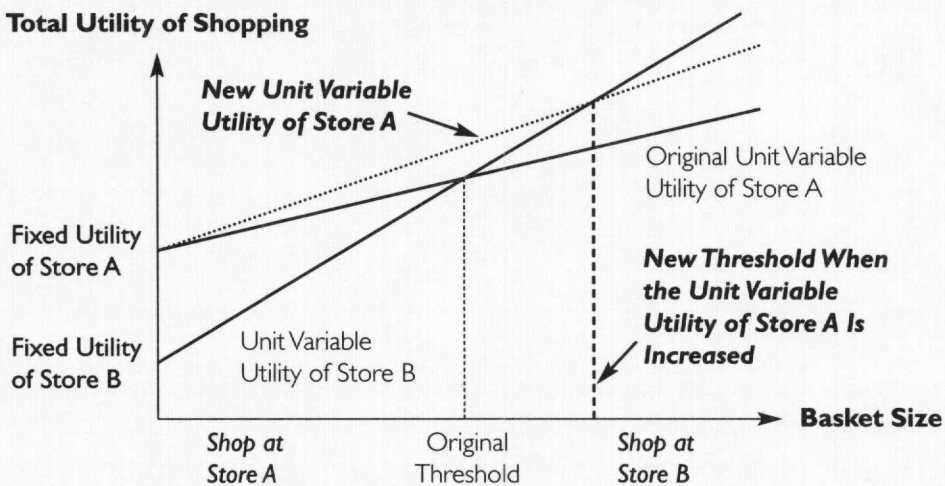 Total Utility of Shopping
New Unit Variable
Utility of Store A
Original Unit Variable
Utility of Store A
Fixed Utility
of Store A
New Threshold When
the Unit Variable
Utility of Store A Is
Increased
Fixed Utility
of Store B
Unit Variable
Utility of Store B
Basket Size
Shop at
Store A
Original
Threshold
Shop at
Store B